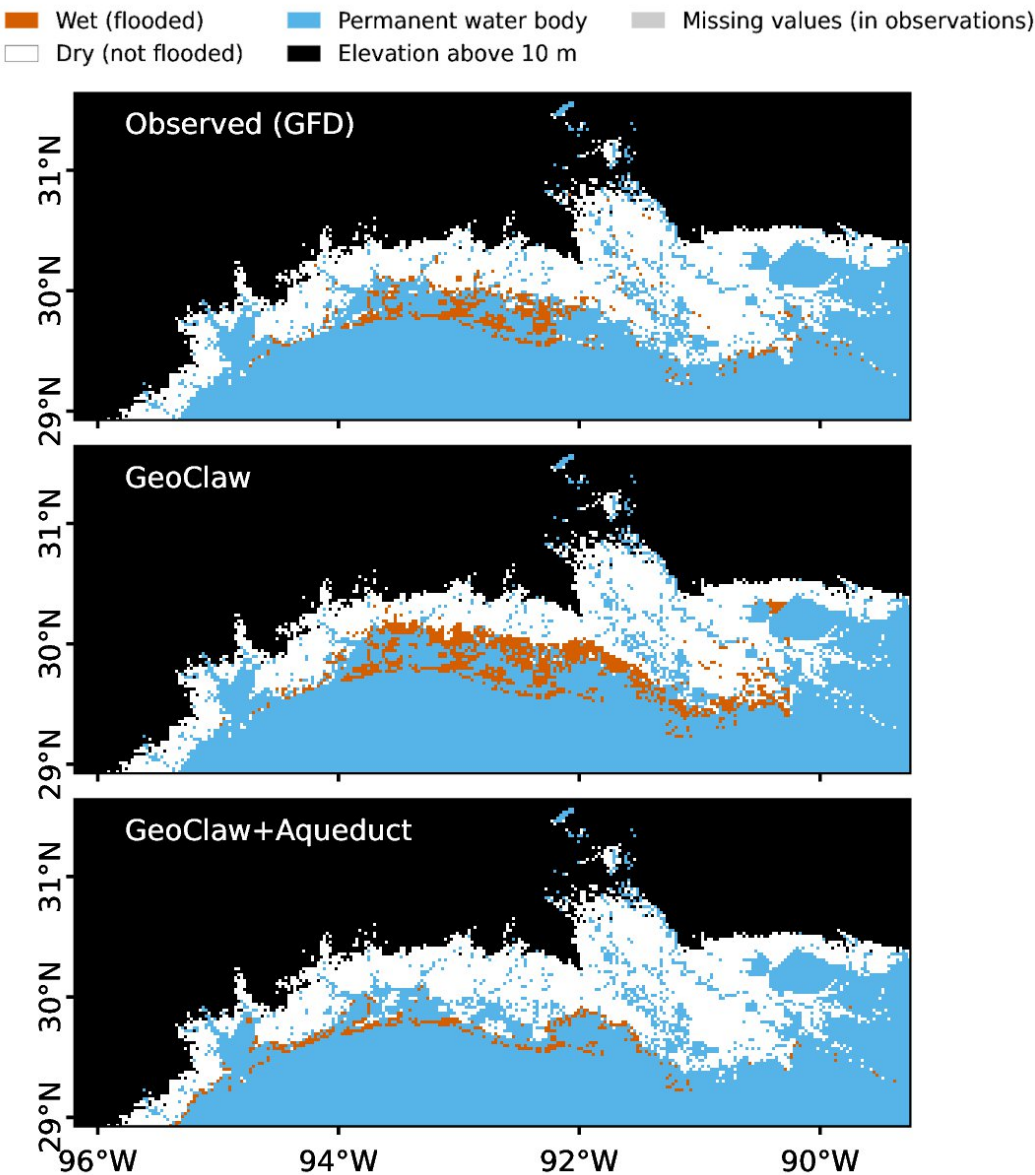 Wet (flooded) Permanent water body Missing values (in observations)
Dry (not flooded) Elevation above 10 m
Observed (GFD)
31°N
30°N
29°N
GeoClaw
31°N
30°N
29°N
GeoClaw+Aqueduct
31°N
30°N
29°N
96°W 94°W 92°W 90°W